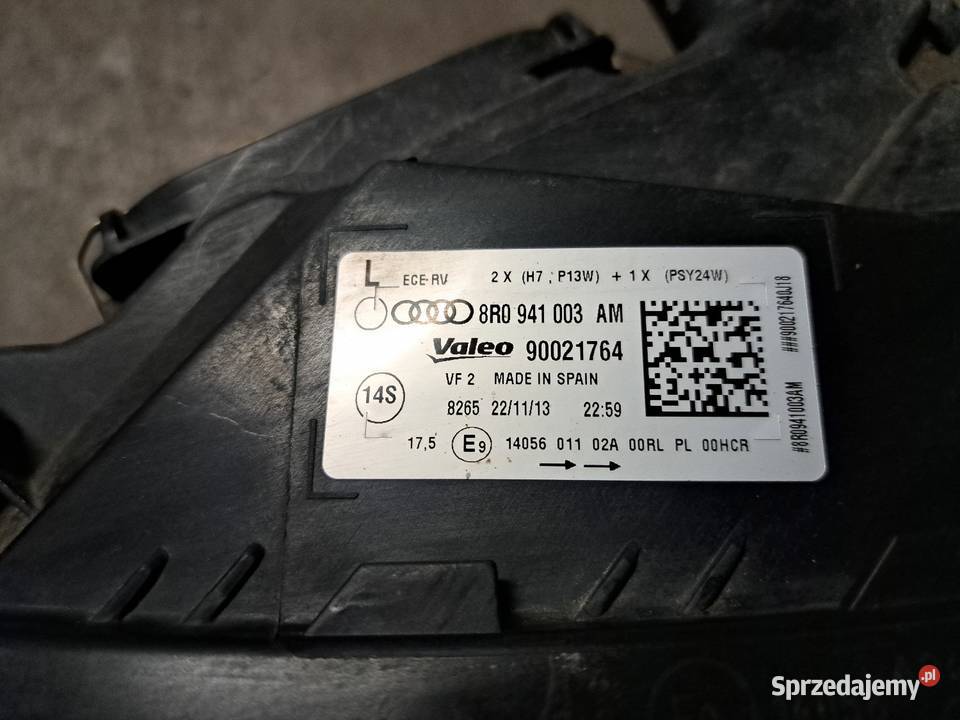 L ECE-RV 2 X (H7 , P13W) + 1 X (PSY24W)
8R0 941 003 AM
Valeo 90021764
VF 2 MADE IN SPAIN
14S
8265 22/11/13 22:59
17,5 E9 14056 011 02A 00RL PL 00HCR
#8R0941003AM ###900217640J18
Sprzedajemy.pl